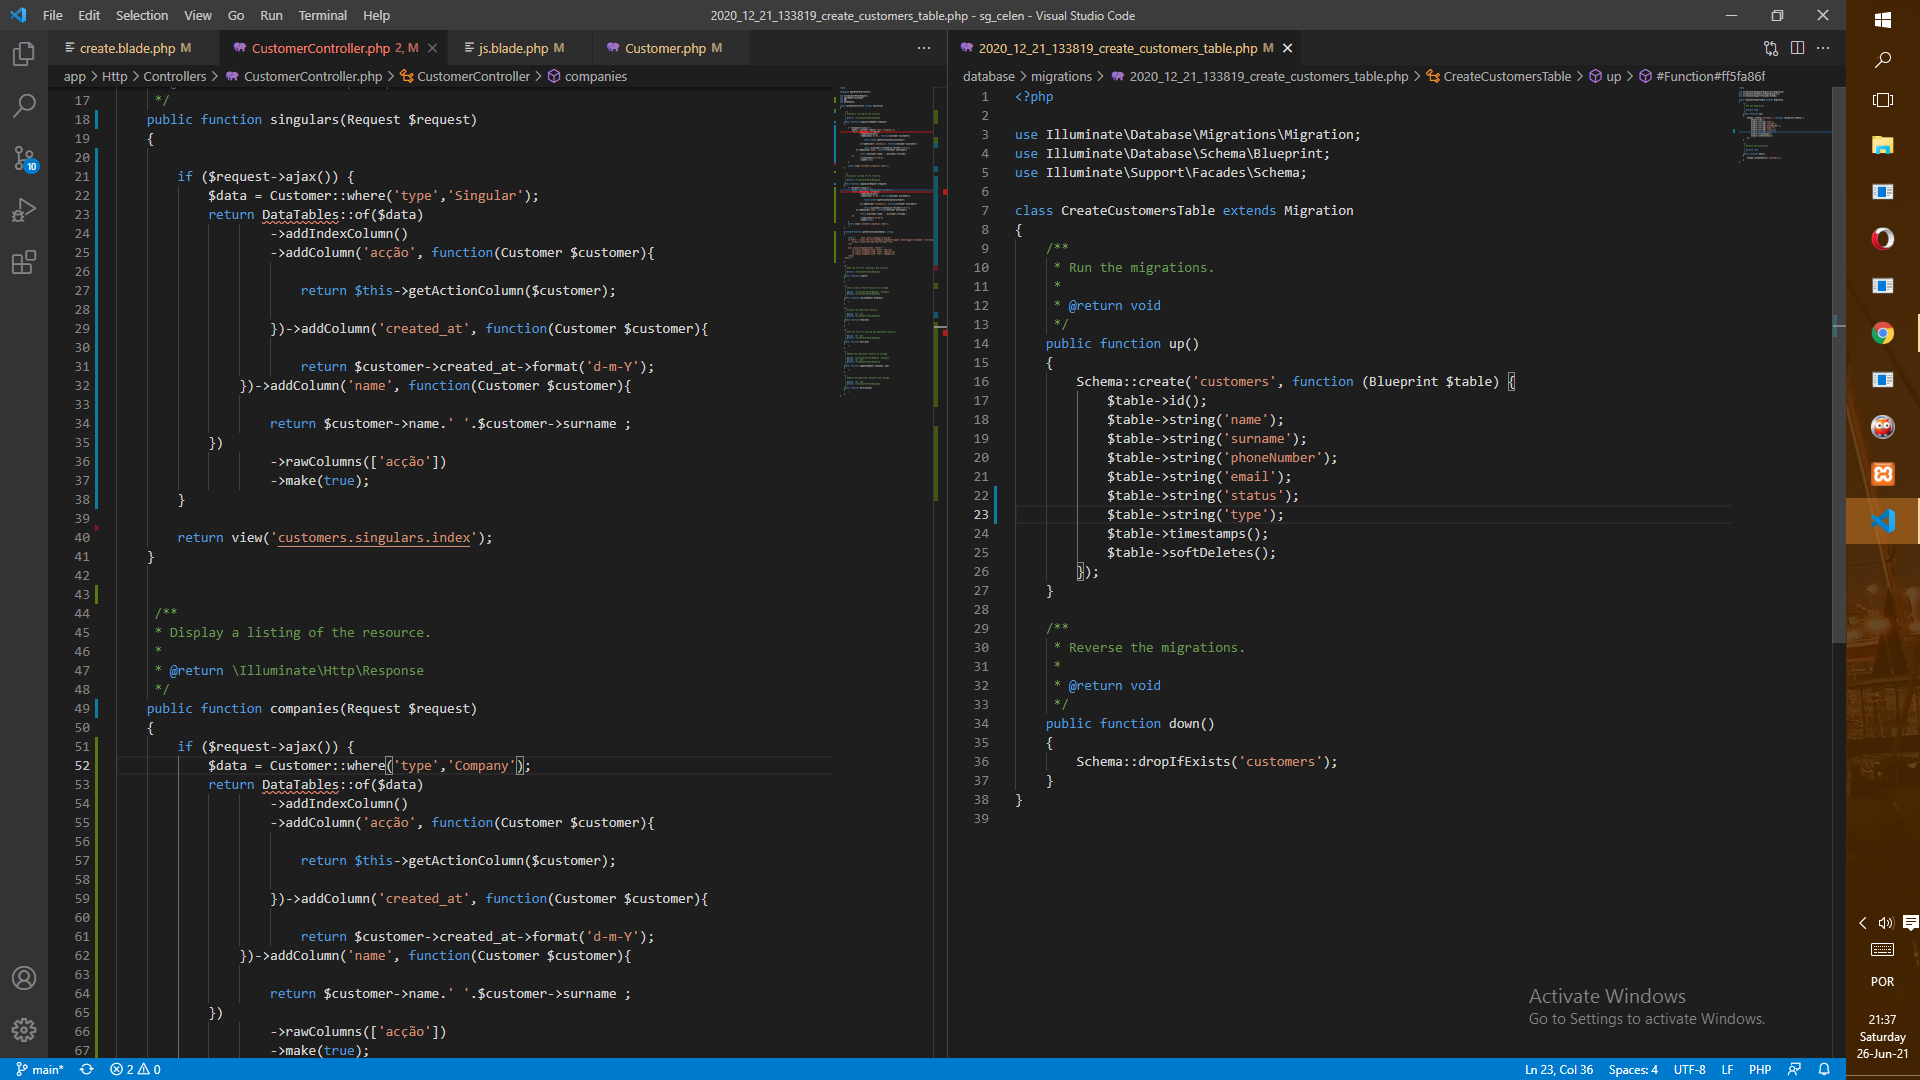 File Edit Selection View Go Run Terminal Help
2020_12_21_133819_create_customers_table.php - sg_celen - Visual Studio Code
create.blade.php M
CustomerController.php 2, M
js.blade.php M
Customer.php M
app > Http > Controllers > CustomerController.php > CustomerController > companies
17 */
18 public function singulars(Request $request)
19 {
20
21 if ($request->ajax()) {
22 $data = Customer::where('type','Singular');
23 return DataTables::of($data)
24 ->addIndexColumn()
25 ->addColumn('acção', function(Customer $customer){
26
27 return $this->getActionColumn($customer);
28
29 })->addColumn('created_at', function(Customer $customer){
30
31 return $customer->created_at->format('d-m-Y');
32 })->addColumn('name', function(Customer $customer){
33
34 return $customer->name.' '.$customer->surname ;
35 })
36 ->rawColumns(['acção'])
37 ->make(true);
38 }
39
40 return view('customers.singulars.index');
41 }
42
43
44 /**
45 * Display a listing of the resource.
46 *
47 * @return \Illuminate\Http\Response
48 */
49 public function companies(Request $request)
50 {
51 if ($request->ajax()) {
52 $data = Customer::where('type','Company');
53 return DataTables::of($data)
54 ->addIndexColumn()
55 ->addColumn('acção', function(Customer $customer){
56
57 return $this->getActionColumn($customer);
58
59 })->addColumn('created_at', function(Customer $customer){
60
61 return $customer->created_at->format('d-m-Y');
62 })->addColumn('name', function(Customer $customer){
63
64 return $customer->name.' '.$customer->surname ;
65 })
66 ->rawColumns(['acção'])
67 ->make(true);
2020_12_21_133819_create_customers_table.php M
database > migrations > 2020_12_21_133819_create_customers_table.php > CreateCustomersTable > up > #Function#ff5fa86f
1 <?php
2
3 use Illuminate\Database\Migrations\Migration;
4 use Illuminate\Database\Schema\Blueprint;
5 use Illuminate\Support\Facades\Schema;
6
7 class CreateCustomersTable extends Migration
8 {
9 /**
10 * Run the migrations.
11 *
12 * @return void
13 */
14 public function up()
15 {
16 Schema::create('customers', function (Blueprint $table) {
17 $table->id();
18 $table->string('name');
19 $table->string('surname');
20 $table->string('phoneNumber');
21 $table->string('email');
22 $table->string('status');
23 $table->string('type');
24 $table->timestamps();
25 $table->softDeletes();
26 });
27 }
28
29 /**
30 * Reverse the migrations.
31 *
32 * @return void
33 */
34 public function down()
35 {
36 Schema::dropIfExists('customers');
37 }
38 }
39
10
Activate Windows
Go to Settings to activate Windows.
POR
21:37
Saturday
26-Jun-21
main* 2 0
Ln 23, Col 36 Spaces: 4 UTF-8 LF PHP